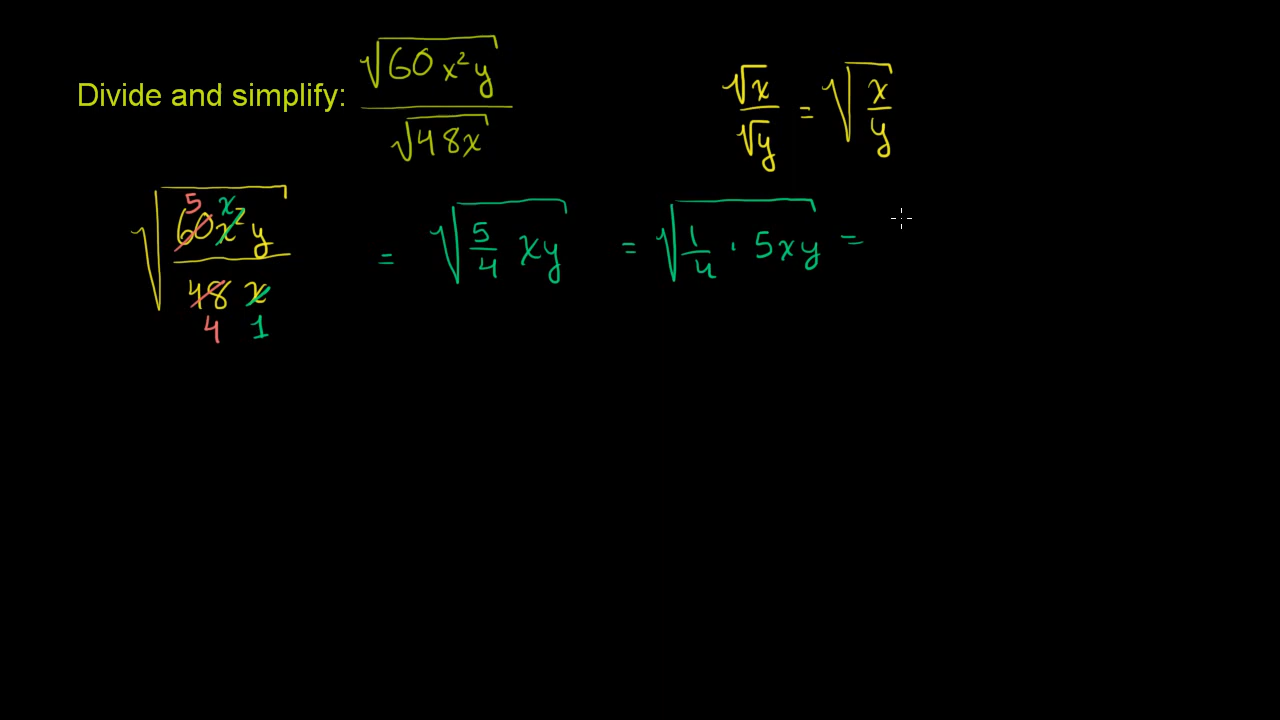 Divide and simplify: √(60x²y) / √(48x)
√x / √y = √(x/y)
√(60x²y / 48x) 5 x 4 1 = √(5/4 xy) = √(1/4 · 5xy) =